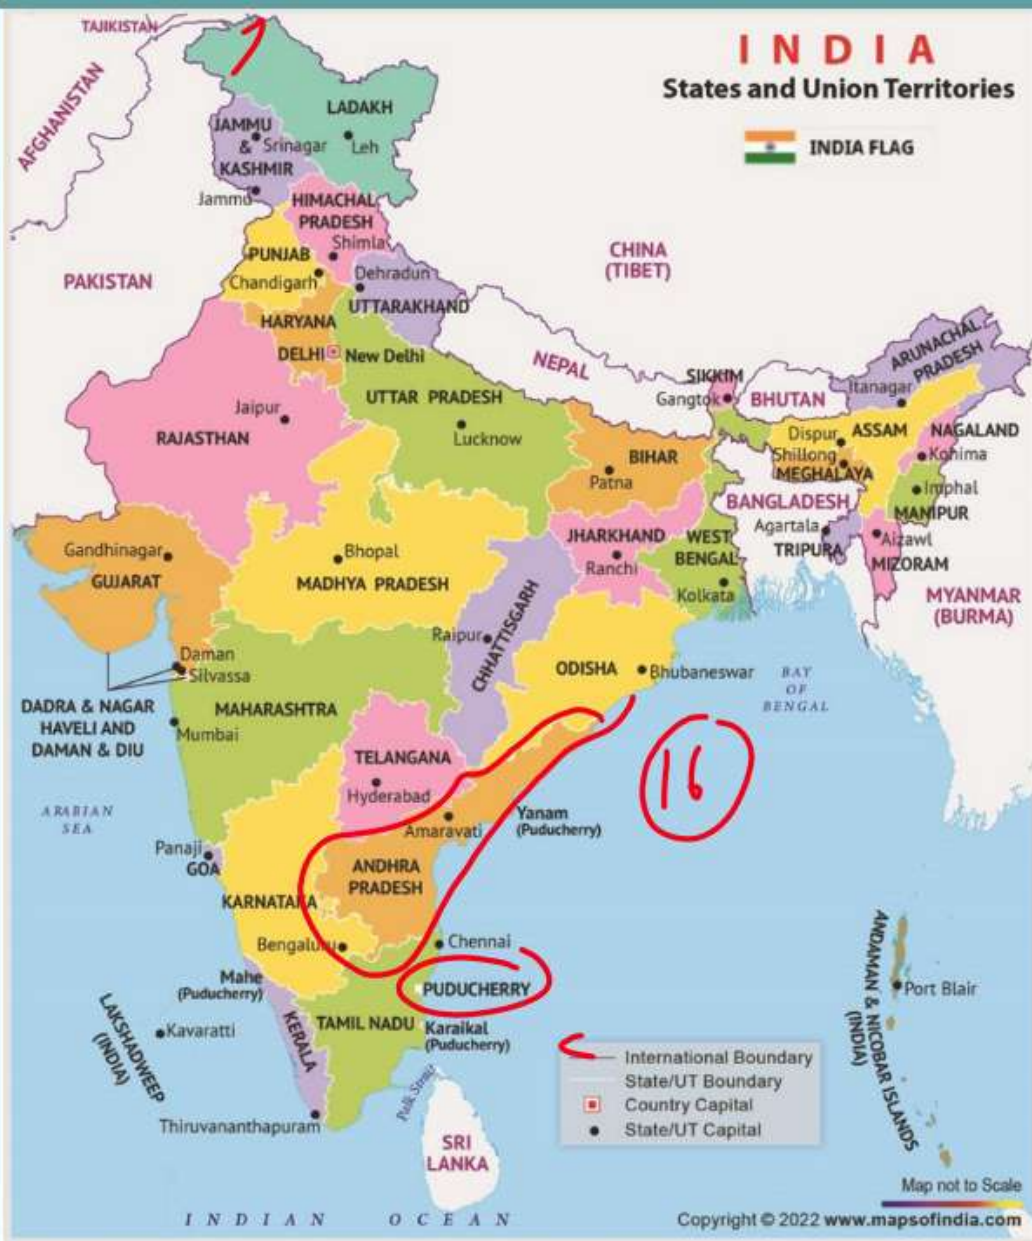 TAJIKISTAN
INDIA
States and Union Territories
INDIA FLAG
AFGHANISTAN
LADAKH
Leh
JAMMU
& Srinagar
KASHMIR
Jammu
HIMACHAL
PRADESH
Shimla
CHINA
(TIBET)
PAKISTAN
PUNJAB
Chandigarh
Dehradun
UTTARAKHAND
HARYANA
DELHI
New Delhi
NEPAL
ARUNACHAL
PRADESH
Itanagar
SIKKIM
Gangtok
BHUTAN
UTTAR PRADESH
Lucknow
Jaipur
RAJASTHAN
Dispur
ASSAM
NAGALAND
Kohima
Shillong
MEGHALAYA
BIHAR
Patna
BANGLADESH
Imphal
MANIPUR
Agartala
TRIPURA
Aizawl
MIZORAM
JHARKHAND
Ranchi
WEST
BENGAL
Kolkata
Gandhinagar
GUJARAT
Bhopal
MADHYA PRADESH
MYANMAR
(BURMA)
Raipur
CHHATTISGARH
Daman
Silvassa
DADRA & NAGAR
HAVELI AND
DAMAN & DIU
ODISHA
Bhubaneswar
BAY
OF
BENGAL
MAHARASHTRA
Mumbai
TELANGANA
Hyderabad
16
ARABIAN
SEA
Amaravati
Yanam
(Puducherry)
Panaji
GOA
ANDHRA
PRADESH
KARNATAKA
Bengaluru
Chennai
Mahe
(Puducherry)
PUDUCHERRY
ANDAMAN & NICOBAR ISLANDS
(INDIA)
Port Blair
LAKSHADWEEP
(INDIA)
Kavaratti
KERALA
TAMIL NADU
Karaikal
(Puducherry)
Thiruvananthapuram
Palk Strait
SRI
LANKA
International Boundary
State/UT Boundary
Country Capital
State/UT Capital
Map not to Scale
INDIAN OCEAN
Copyright © 2022 www.mapsofindia.com